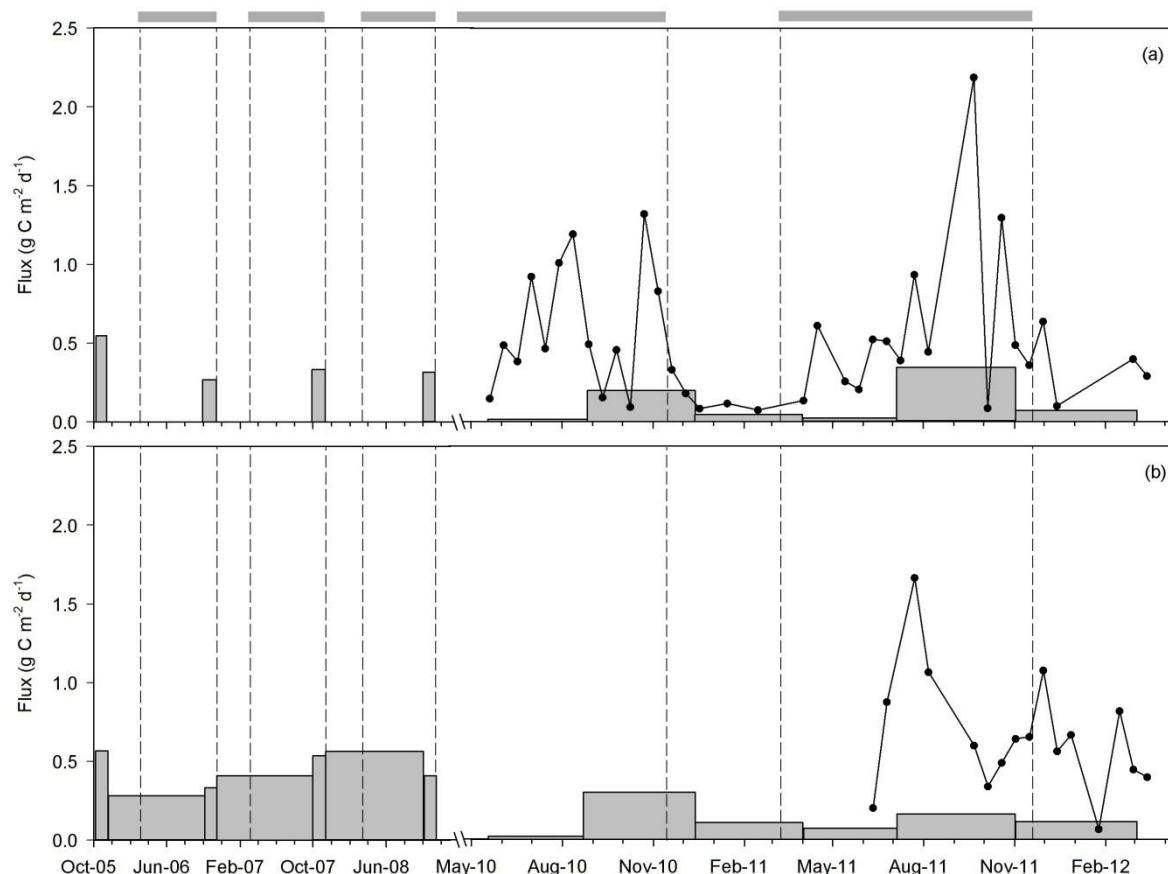 2.5
(a)
2.0
1.5
1.0
0.5
0.0
Flux (g C m-2 d-1)
2.5
(b)
2.0
1.5
1.0
0.5
0.0
Flux (g C m-2 d-1)
Oct-05 Jun-06 Feb-07 Oct-07 Jun-08 May-10 Aug-10 Nov-10 Feb-11 May-11 Aug-11 Nov-11 Feb-12